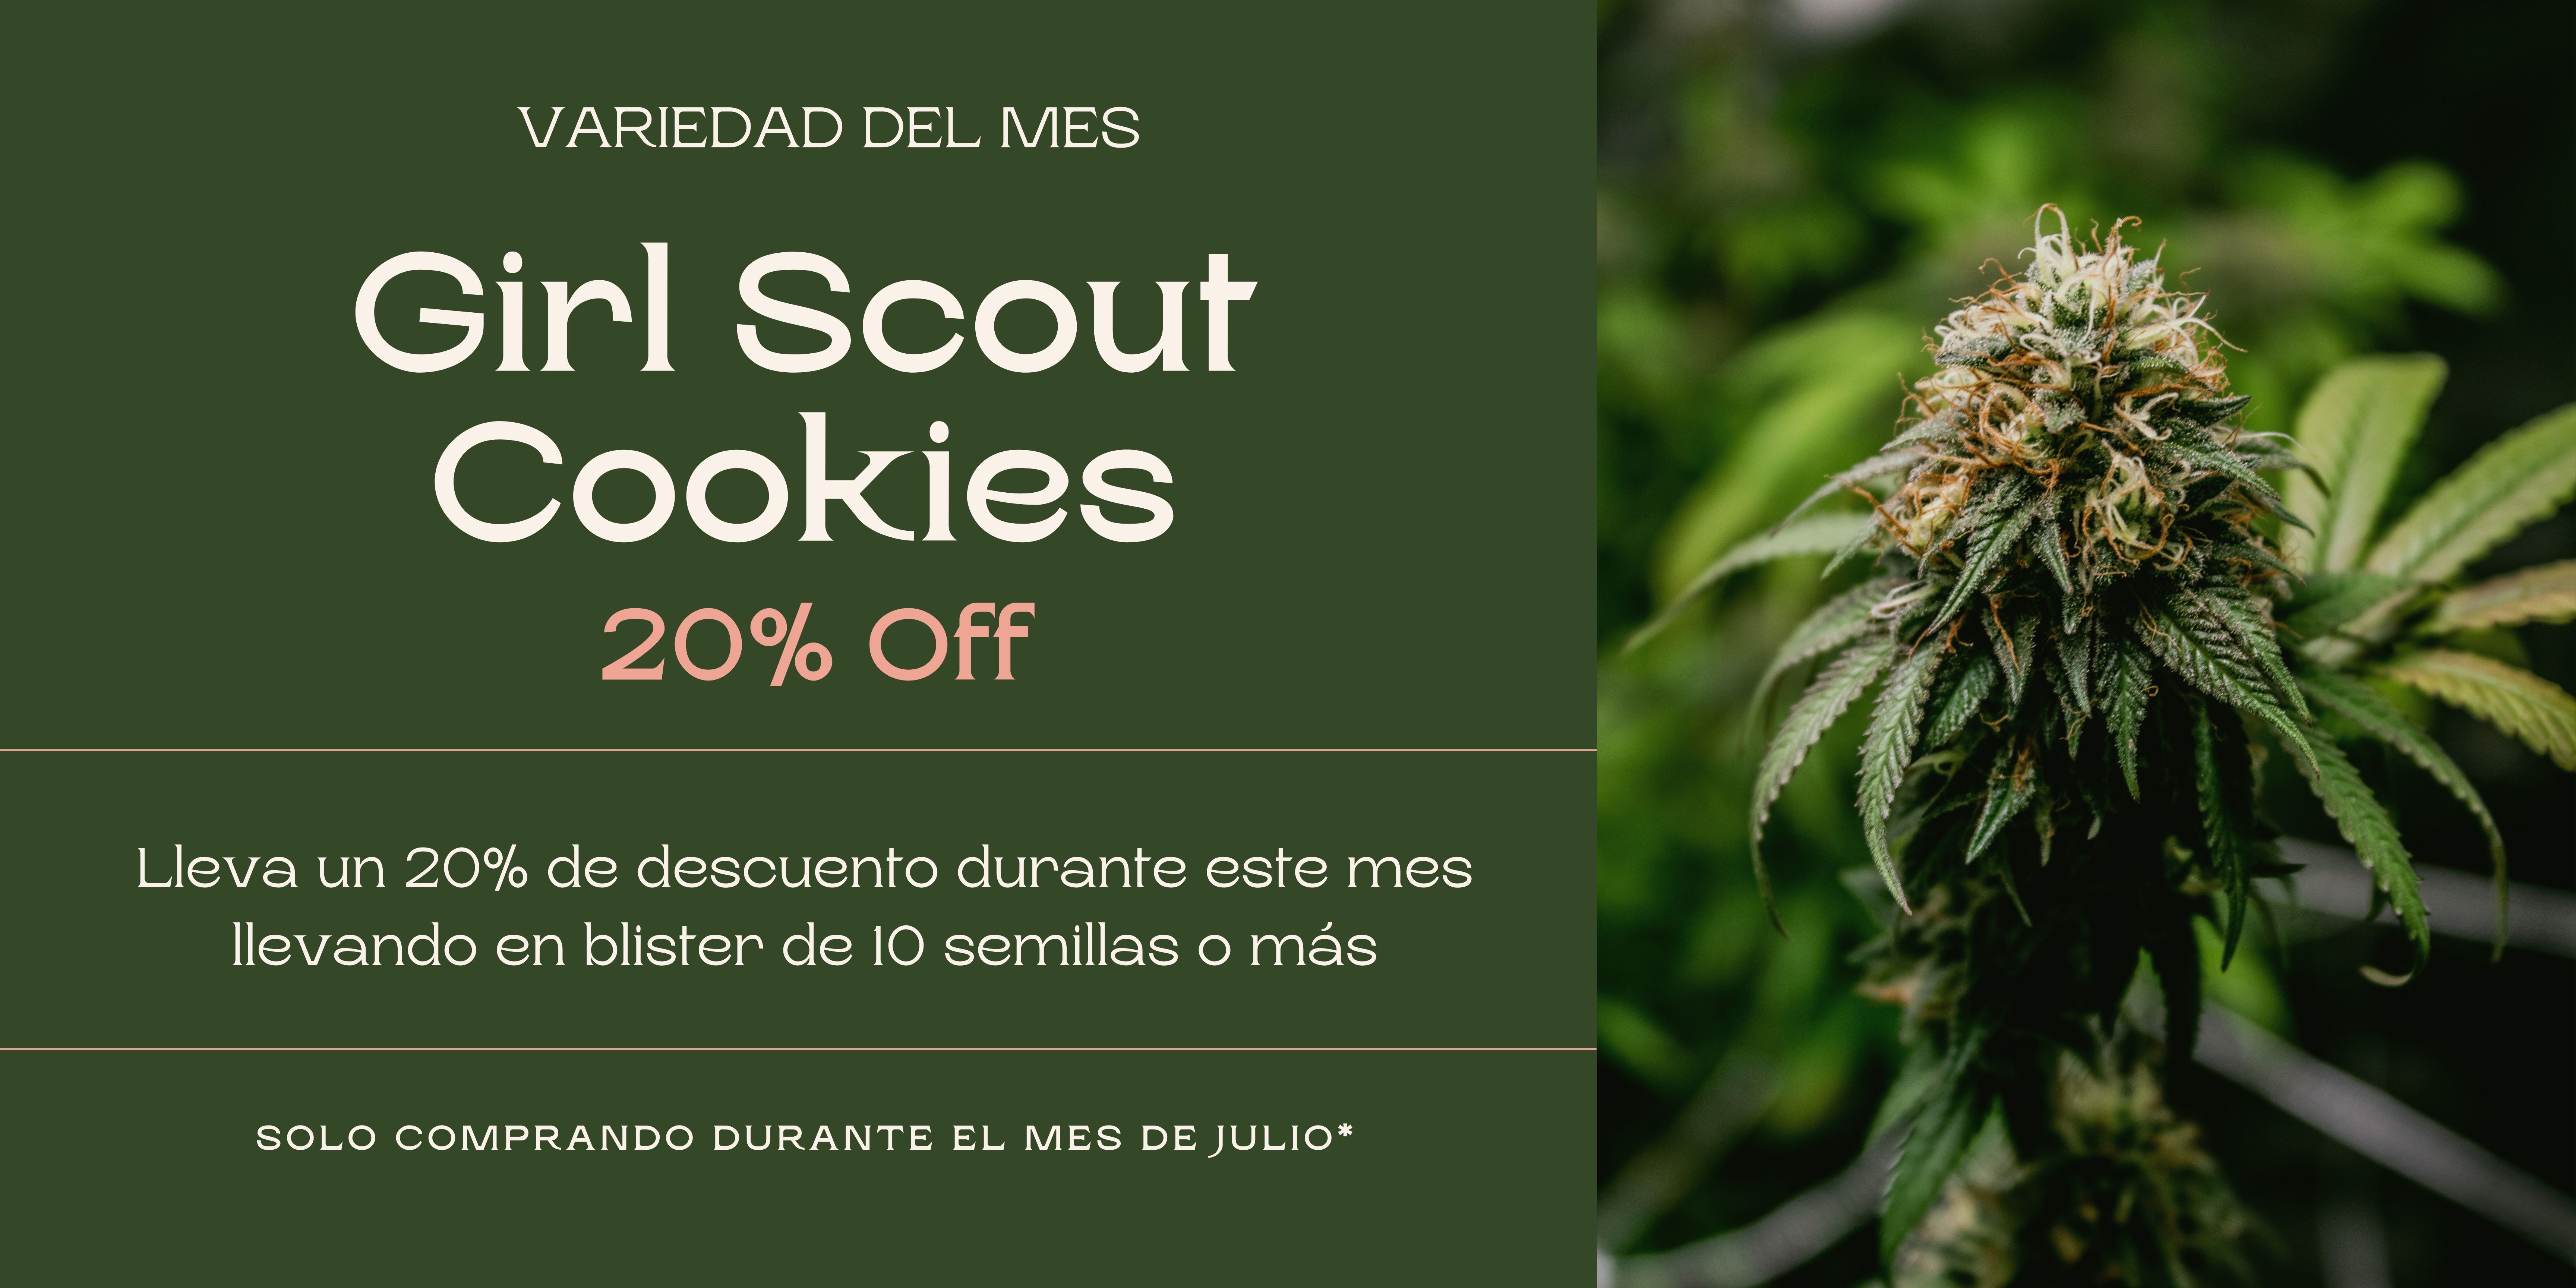 VARIEDAD DEL MES
Girl Scout
Cookies
20% Off
Lleva un 20% de descuento durante este mes
llevando en blister de 10 semillas o más
SOLO COMPRANDO DURANTE EL MES DE JULIO*